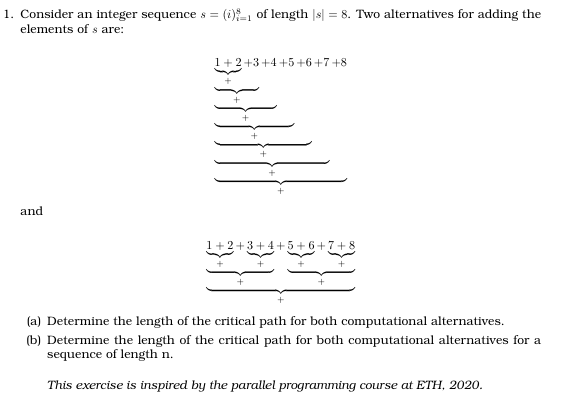 1. Consider an integer sequence s = (i)⁸ᵢ₌₁ of length |s| = 8. Two alternatives for adding the
elements of s are:
1 + 2 +3 +4 +5 +6 +7 +8
+
+
+
+
+
+
+
and
1 + 2 + 3 + 4 + 5 + 6 + 7 + 8
+ + + +
+ +
+
(a) Determine the length of the critical path for both computational alternatives.
(b) Determine the length of the critical path for both computational alternatives for a
sequence of length n.
This exercise is inspired by the parallel programming course at ETH, 2020.